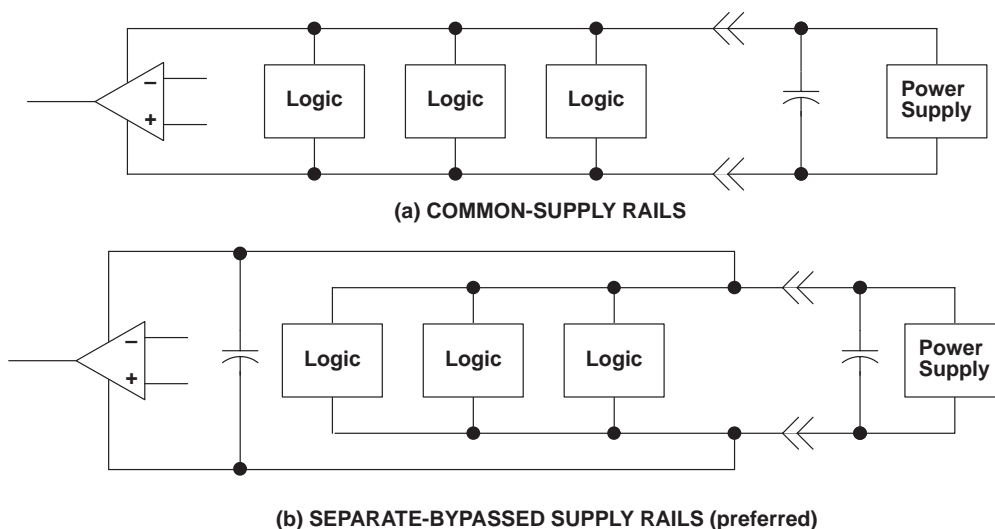 −
+
Logic
Logic
Logic
Power
Supply
(a) COMMON-SUPPLY RAILS
−
+
Logic
Logic
Logic
Power
Supply
(b) SEPARATE-BYPASSED SUPPLY RAILS (preferred)